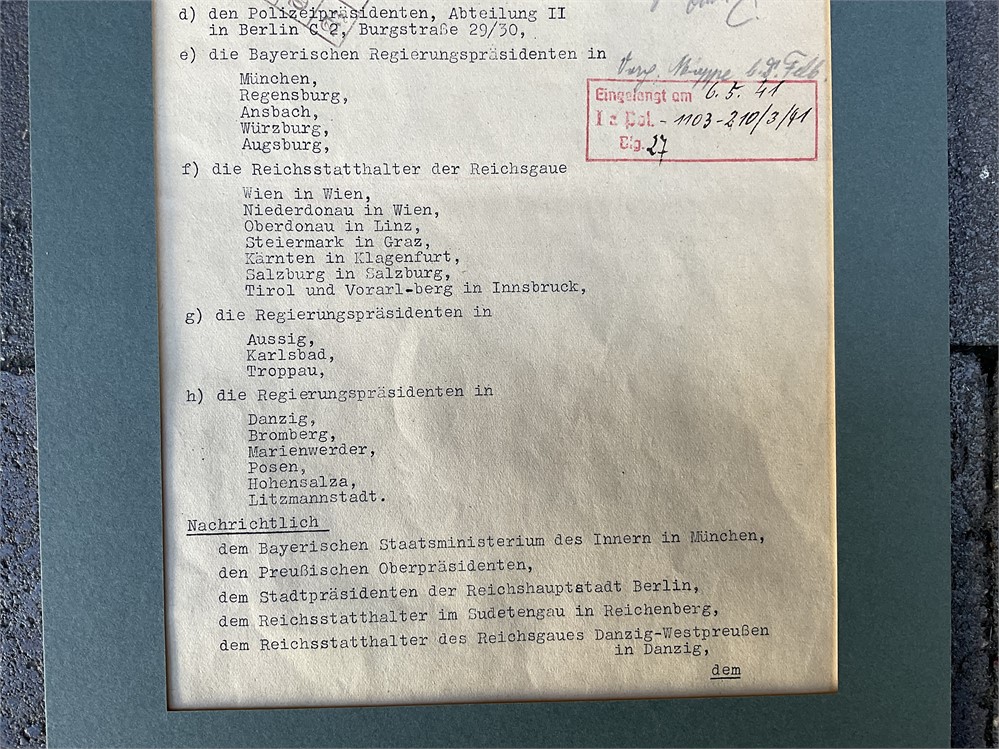 d) den Polizeipräsidenten, Abteilung II
in Berlin C 2, Burgstraße 29/30,
e) die Bayerischen Regierungspräsidenten in
München,
Regensburg,
Ansbach,
Würzburg,
Augsburg,
Eingelangt am 6.5. 41
I a Pol. - 1103-210/3/41
Blg. 27
f) die Reichsstatthalter der Reichsgaue
Wien in Wien,
Niederdonau in Wien,
Oberdonau in Linz,
Steiermark in Graz,
Kärnten in Klagenfurt,
Salzburg in Salzburg,
Tirol und Vorarl-berg in Innsbruck,
g) die Regierungspräsidenten in
Aussig,
Karlsbad,
Troppau,
h) die Regierungspräsidenten in
Danzig,
Bromberg,
Marienwerder,
Posen,
Hohensalza,
Litzmannstadt.
Nachrichtlich
dem Bayerischen Staatsministerium des Innern in München,
den Preußischen Oberpräsidenten,
dem Stadtpräsidenten der Reichshauptstadt Berlin,
dem Reichsstatthalter im Sudetengau in Reichenberg,
dem Reichsstatthalter des Reichsgaues Danzig-Westpreußen
in Danzig,
dem